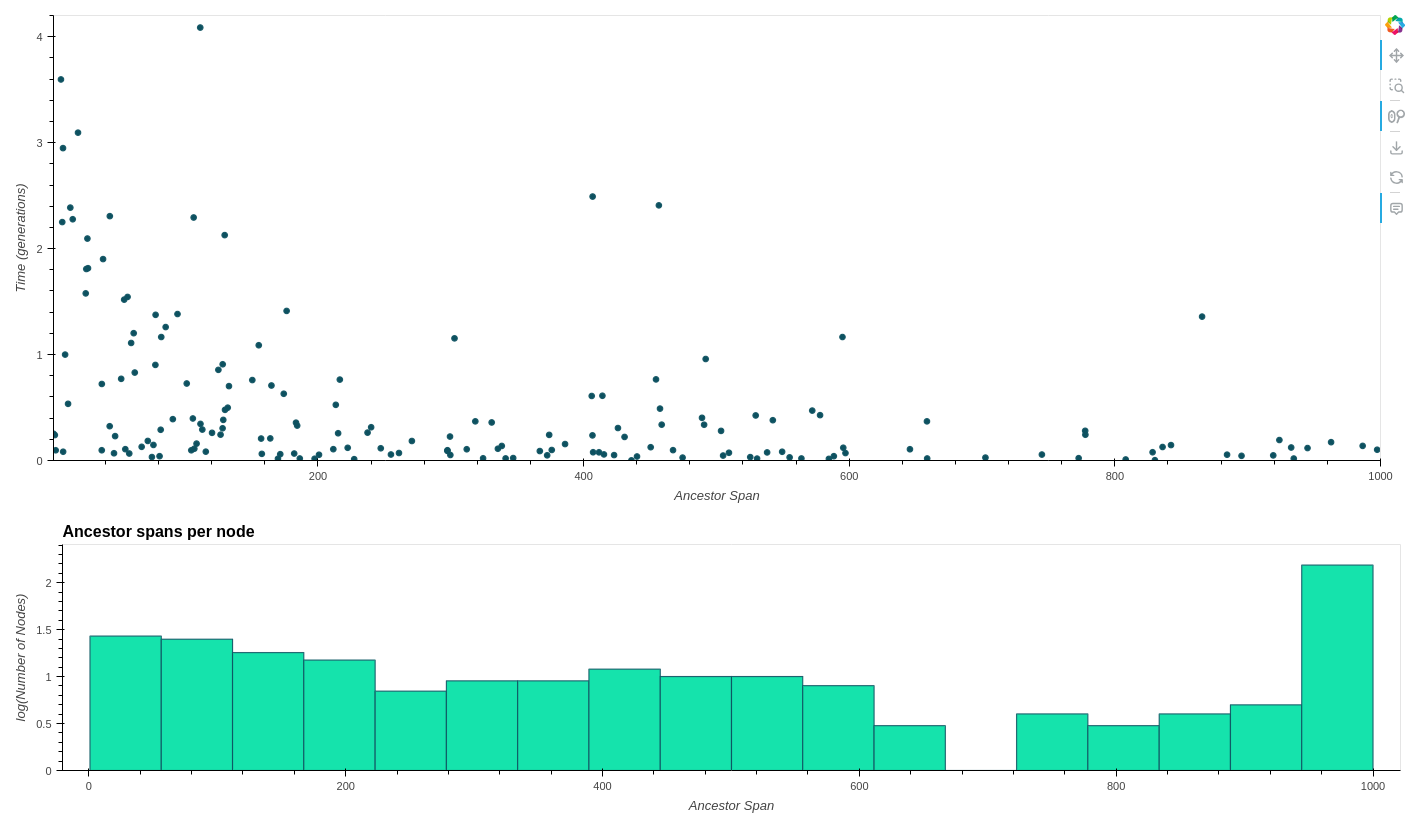 4
3
2
1
0
Time (generations)
200 400 600 800 1000
Ancestor Span
Ancestor spans per node
2
1.5
1
0.5
0
log(Number of Nodes)
0 200 400 600 800 1000
Ancestor Span